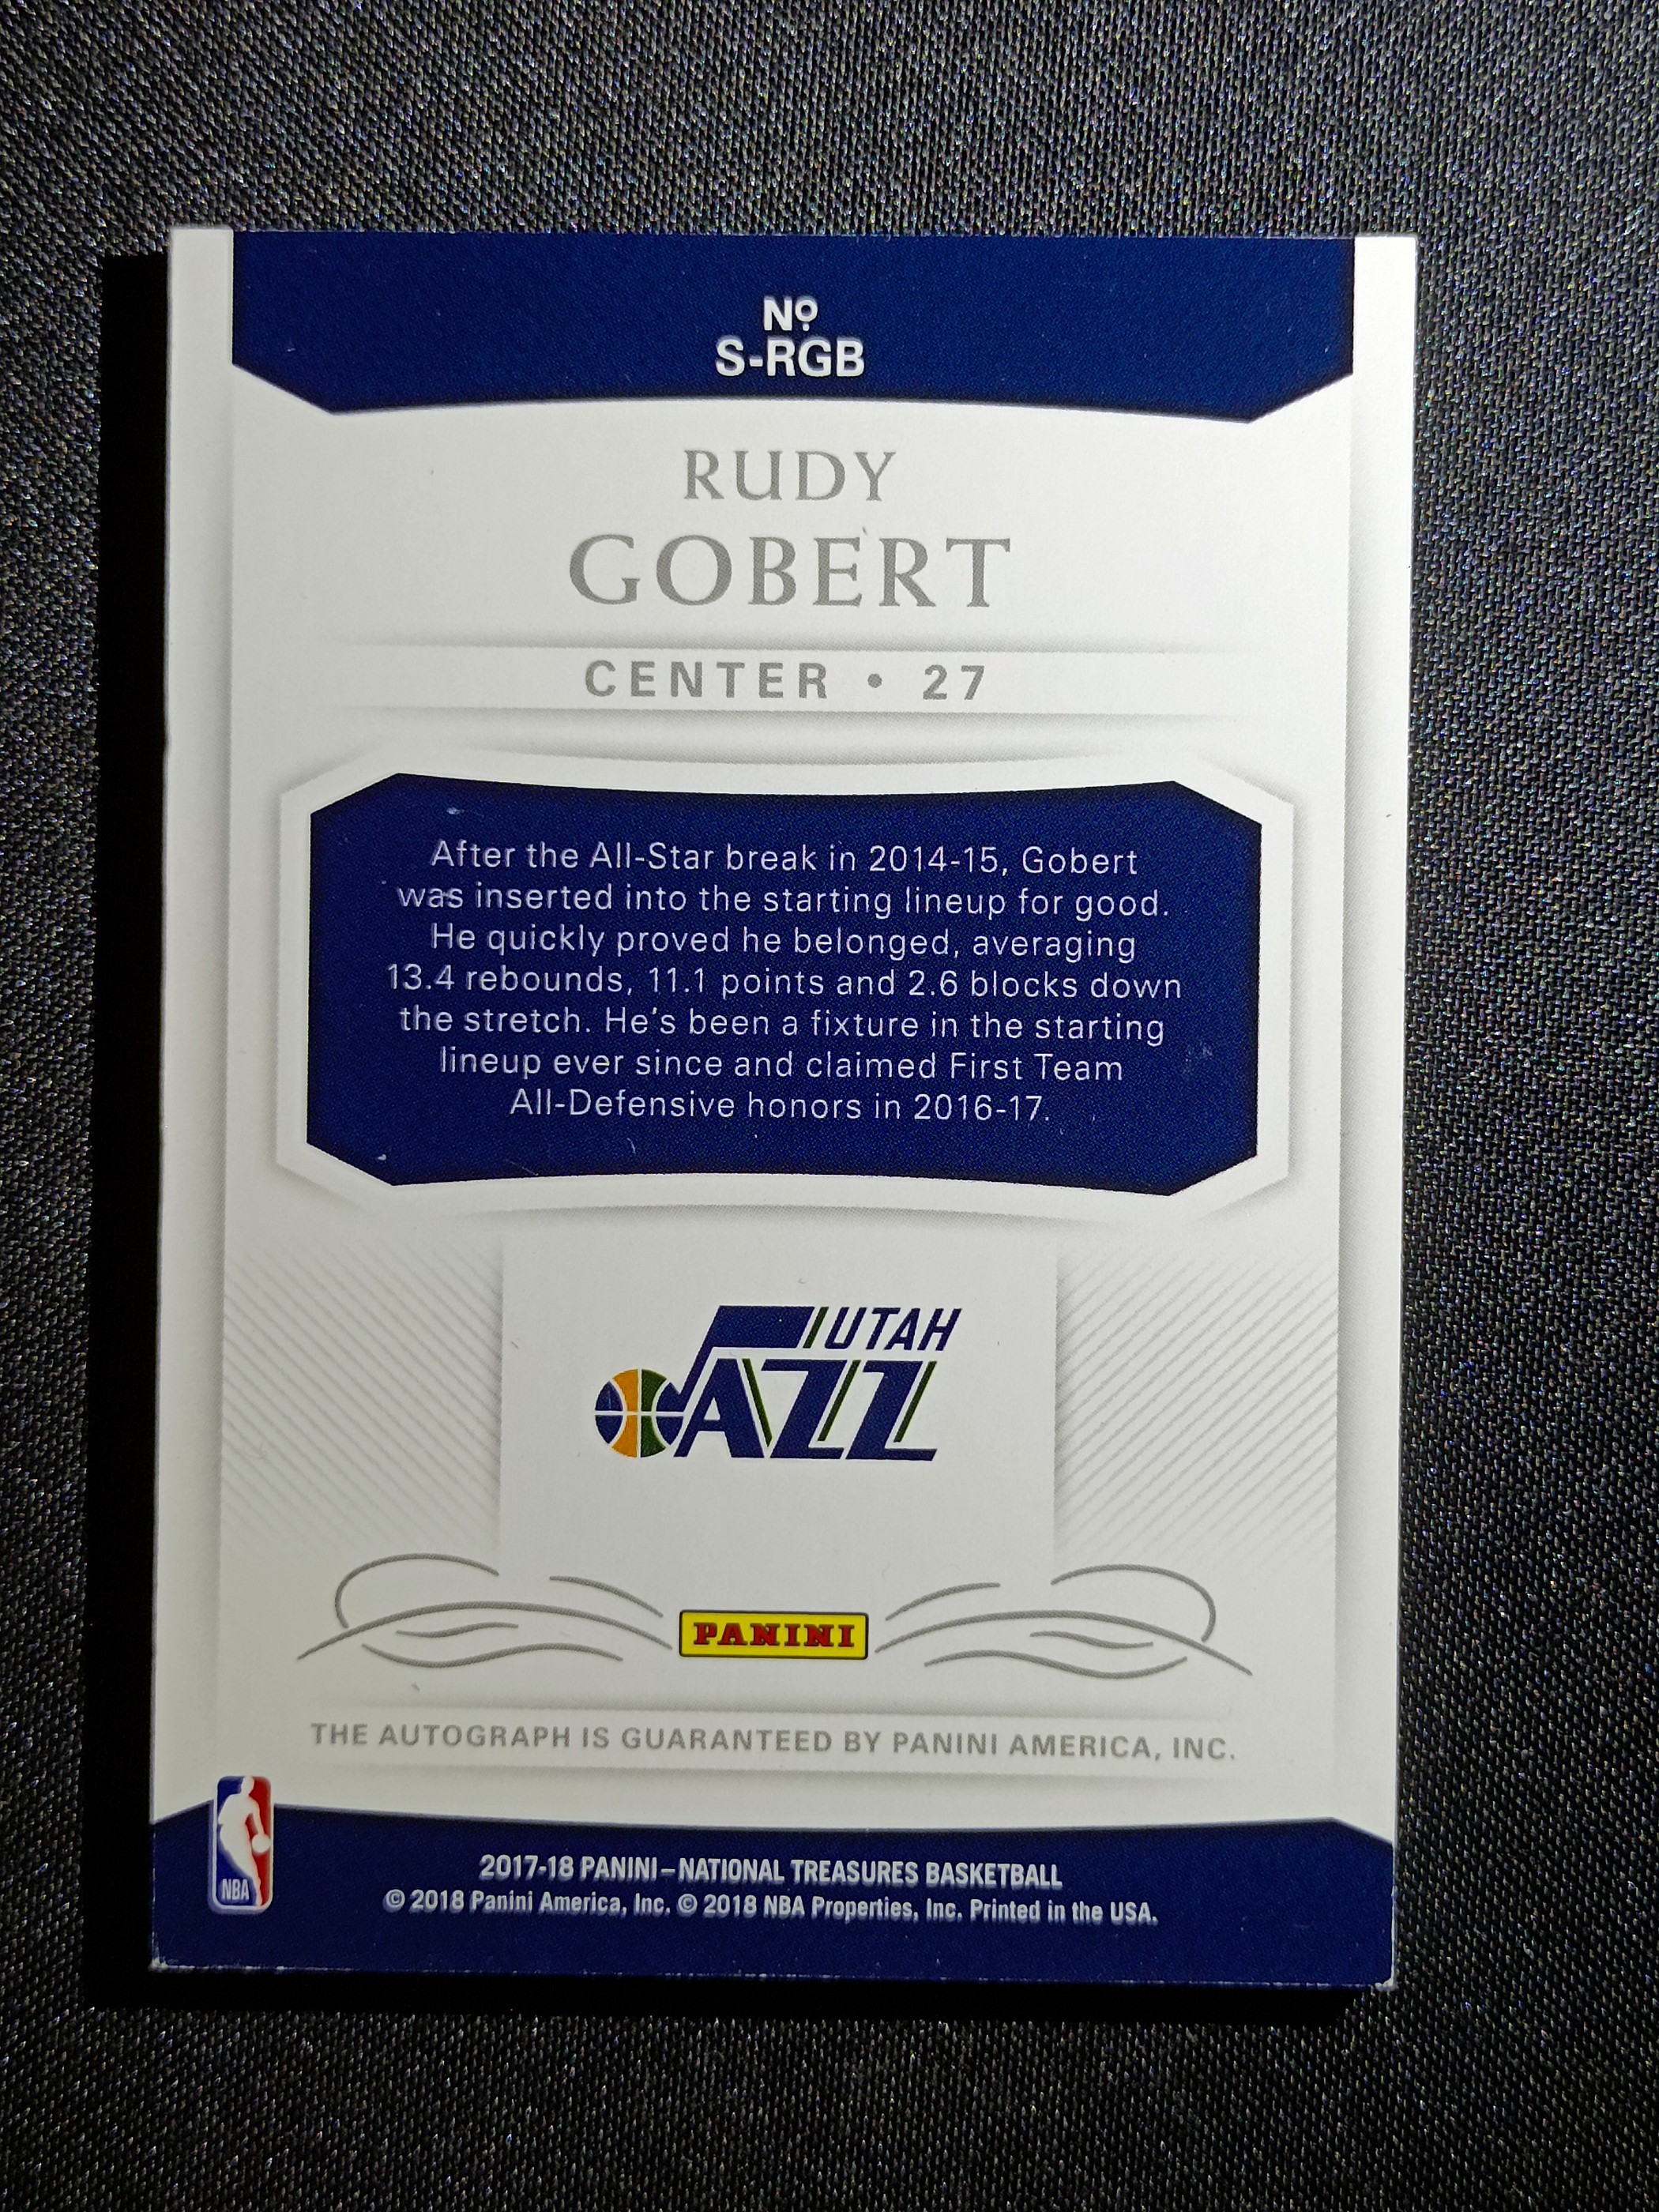 Nº
S-RGB
RUDY
GOBERT
CENTER • 27
After the All-Star break in 2014-15, Gobert
was inserted into the starting lineup for good.
He quickly proved he belonged, averaging
13.4 rebounds, 11.1 points and 2.6 blocks down
the stretch. He's been a fixture in the starting
lineup ever since and claimed First Team
All-Defensive honors in 2016-17.
UTAH
JAZZ
PANINI
THE AUTOGRAPH IS GUARANTEED BY PANINI AMERICA, INC.
NBA
2017-18 PANINI–NATIONAL TREASURES BASKETBALL
© 2018 Panini America, Inc. © 2018 NBA Properties, Inc. Printed in the USA.